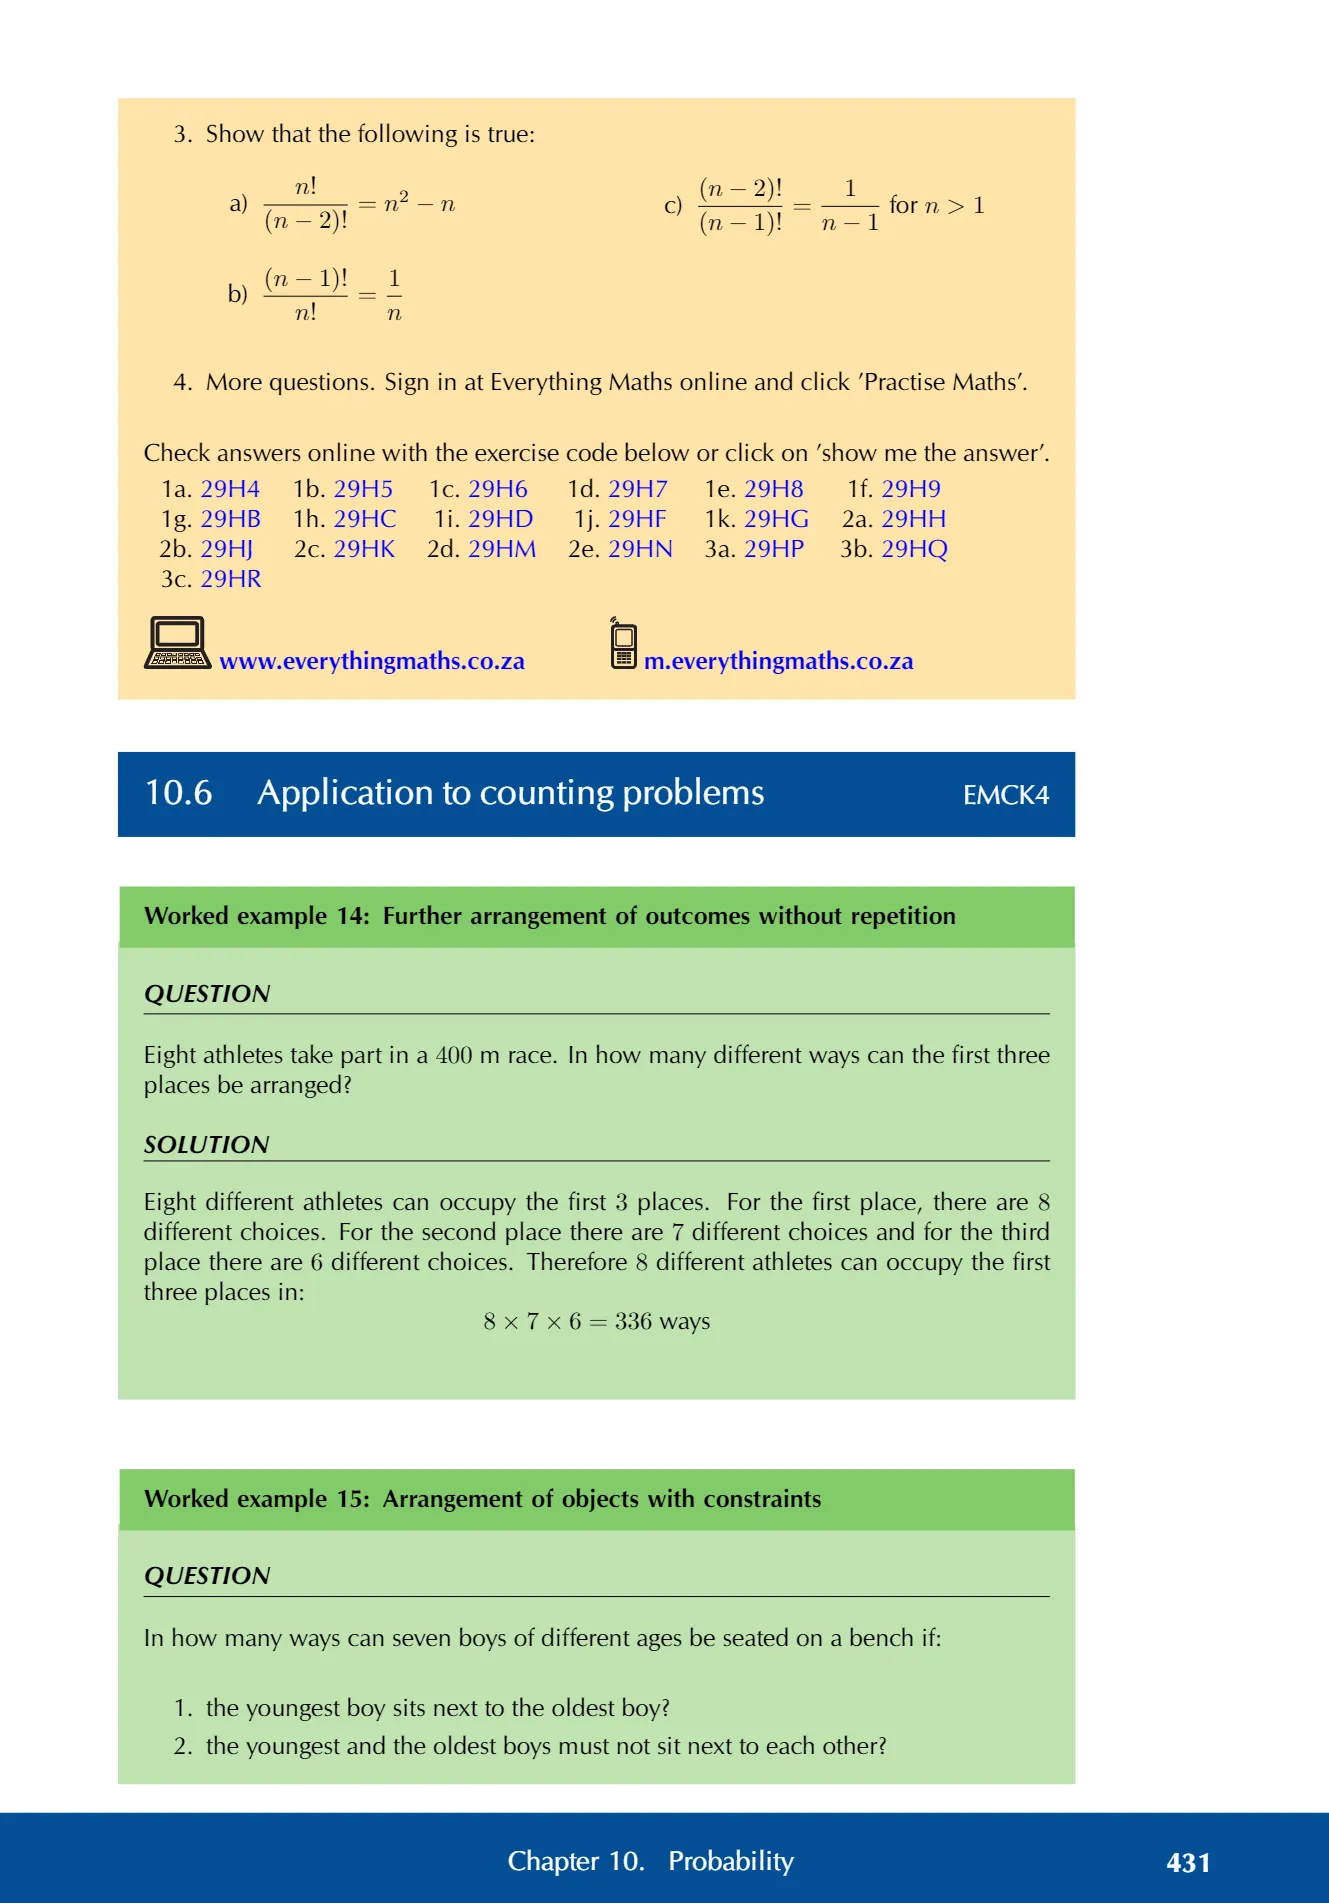 3. Show that the following is true:
a) n!/(n − 2)! = n² − n
c) (n − 2)!/(n − 1)! = 1/(n − 1) for n > 1
b) (n − 1)!/n! = 1/n
4. More questions. Sign in at Everything Maths online and click ’Practise Maths’.
Check answers online with the exercise code below or click on ’show me the answer’.
1a. 29H4 1b. 29H5 1c. 29H6 1d. 29H7 1e. 29H8 1f. 29H9
1g. 29HB 1h. 29HC 1i. 29HD 1j. 29HF 1k. 29HG 2a. 29HH
2b. 29HJ 2c. 29HK 2d. 29HM 2e. 29HN 3a. 29HP 3b. 29HQ
3c. 29HR
www.everythingmaths.co.za m.everythingmaths.co.za
10.6 Application to counting problems EMCK4
Worked example 14: Further arrangement of outcomes without repetition
QUESTION
Eight athletes take part in a 400 m race. In how many different ways can the first three
places be arranged?
SOLUTION
Eight different athletes can occupy the first 3 places. For the first place, there are 8
different choices. For the second place there are 7 different choices and for the third
place there are 6 different choices. Therefore 8 different athletes can occupy the first
three places in:
8 × 7 × 6 = 336 ways
Worked example 15: Arrangement of objects with constraints
QUESTION
In how many ways can seven boys of different ages be seated on a bench if:
1. the youngest boy sits next to the oldest boy?
2. the youngest and the oldest boys must not sit next to each other?
Chapter 10. Probability 431